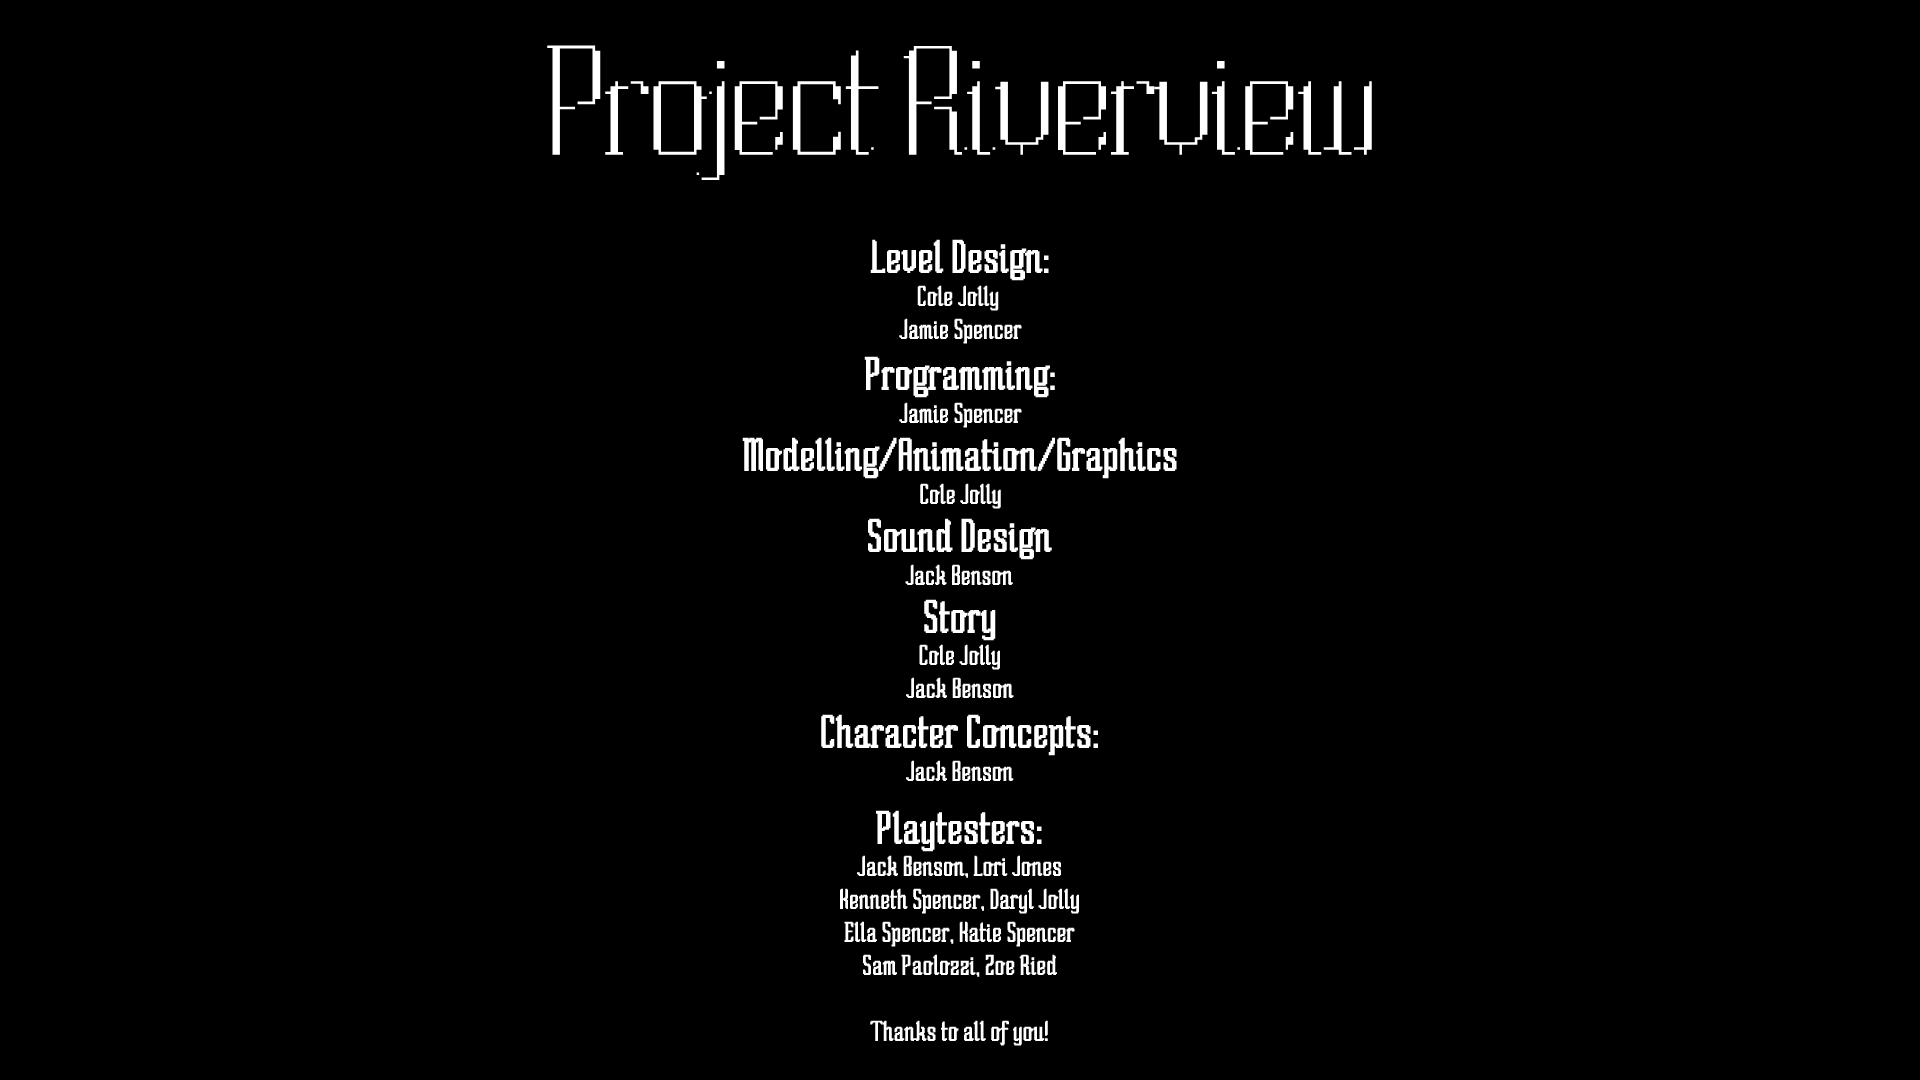 Project Riverview
Level Design:
Cole Jolly
Jamie Spencer
Programming:
Jamie Spencer
Modelling/Animation/Graphics
Cole Jolly
Sound Design
Jack Benson
Story
Cole Jolly
Jack Benson
Character Concepts:
Jack Benson
Playtesters:
Jack Benson, Lori Jones
Kenneth Spencer, Daryl Jolly
Ella Spencer, Katie Spencer
Sam Paolozzi, Zoe Ried
Thanks to all of you!